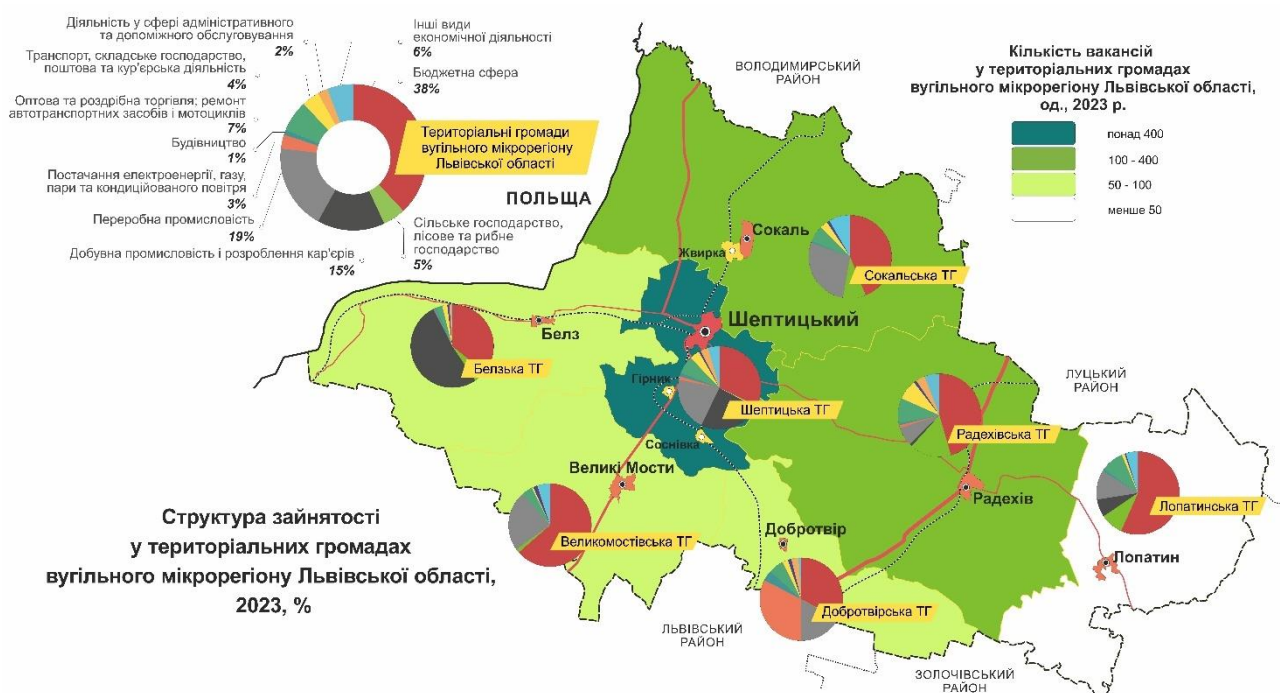 Діяльність у сфері адміністративного
та допоміжного обслуговування
2%
Транспорт, складське господарство,
поштова та кур'єрська діяльність
4%
Оптова та роздрібна торгівля; ремонт
автотранспортних засобів і мотоциклів
7%
Будівництво
1%
Постачання електроенергії, газу,
пари та кондиційованого повітря
3%
Переробна промисловість
19%
Добувна промисловість і розроблення кар'єрів
15%
Інші види
економічної діяльності
6%
Бюджетна сфера
38%
Територіальні громади
вугільного мікрорегіону
Львівської області
Сільське господарство,
лісове та рибне
господарство
5%
Кількість вакансій
у територіальних громадах
вугільного мікрорегіону Львівської області,
од., 2023 р.
понад 400
100 - 400
50 - 100
менше 50
ВОЛОДИМИРСЬКИЙ
РАЙОН
ПОЛЬЩА
Сокаль
Жвирка
Сокальська ТГ
Шептицький
Белз
Белзька ТГ
Гірник
Шептицька ТГ
Соснівка
ЛУЦЬКИЙ
РАЙОН
Радехівська ТГ
Великі Мости
Радехів
Лопатинська ТГ
Великомостівська ТГ
Добротвір
Лопатин
Добротвірська ТГ
ЛЬВІВСЬКИЙ
РАЙОН
ЗОЛОЧІВСЬКИЙ
РАЙОН
Структура зайнятості
у територіальних громадах
вугільного мікрорегіону Львівської області,
2023, %